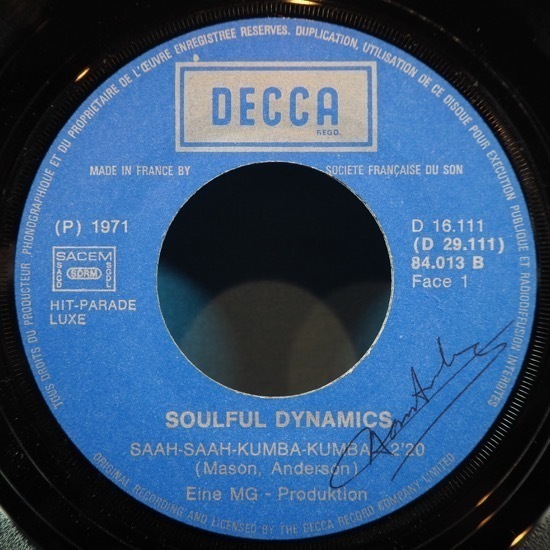 TOUS DROITS DU PRODUCTEUR PHONOGRAPHIQUE ET DU PROPRIETAIRE DE L'ŒUVRE ENREGISTREE RESERVES. DUPLICATION, UTILISATION DE CE DISQUE POUR EXECUTION PUBLIQUE ET RADIODIFFUSION INTERDITES
DECCA
REGD.
MADE IN FRANCE BY SOCIETE FRANÇAISE DU SON
(P) 1971
D 16.111
(D 29.111)
84.013 B
Face 1
SACEM
SACD SDRM SGDL
HIT-PARADE
LUXE
SOULFUL DYNAMICS
SAAH-SAAH-KUMBA-KUMBA 2'20
(Mason, Anderson)
Eine MG - Produktion
ORIGINAL RECORDING AND LICENSED BY THE DECCA RECORD COMPANY LIMITED